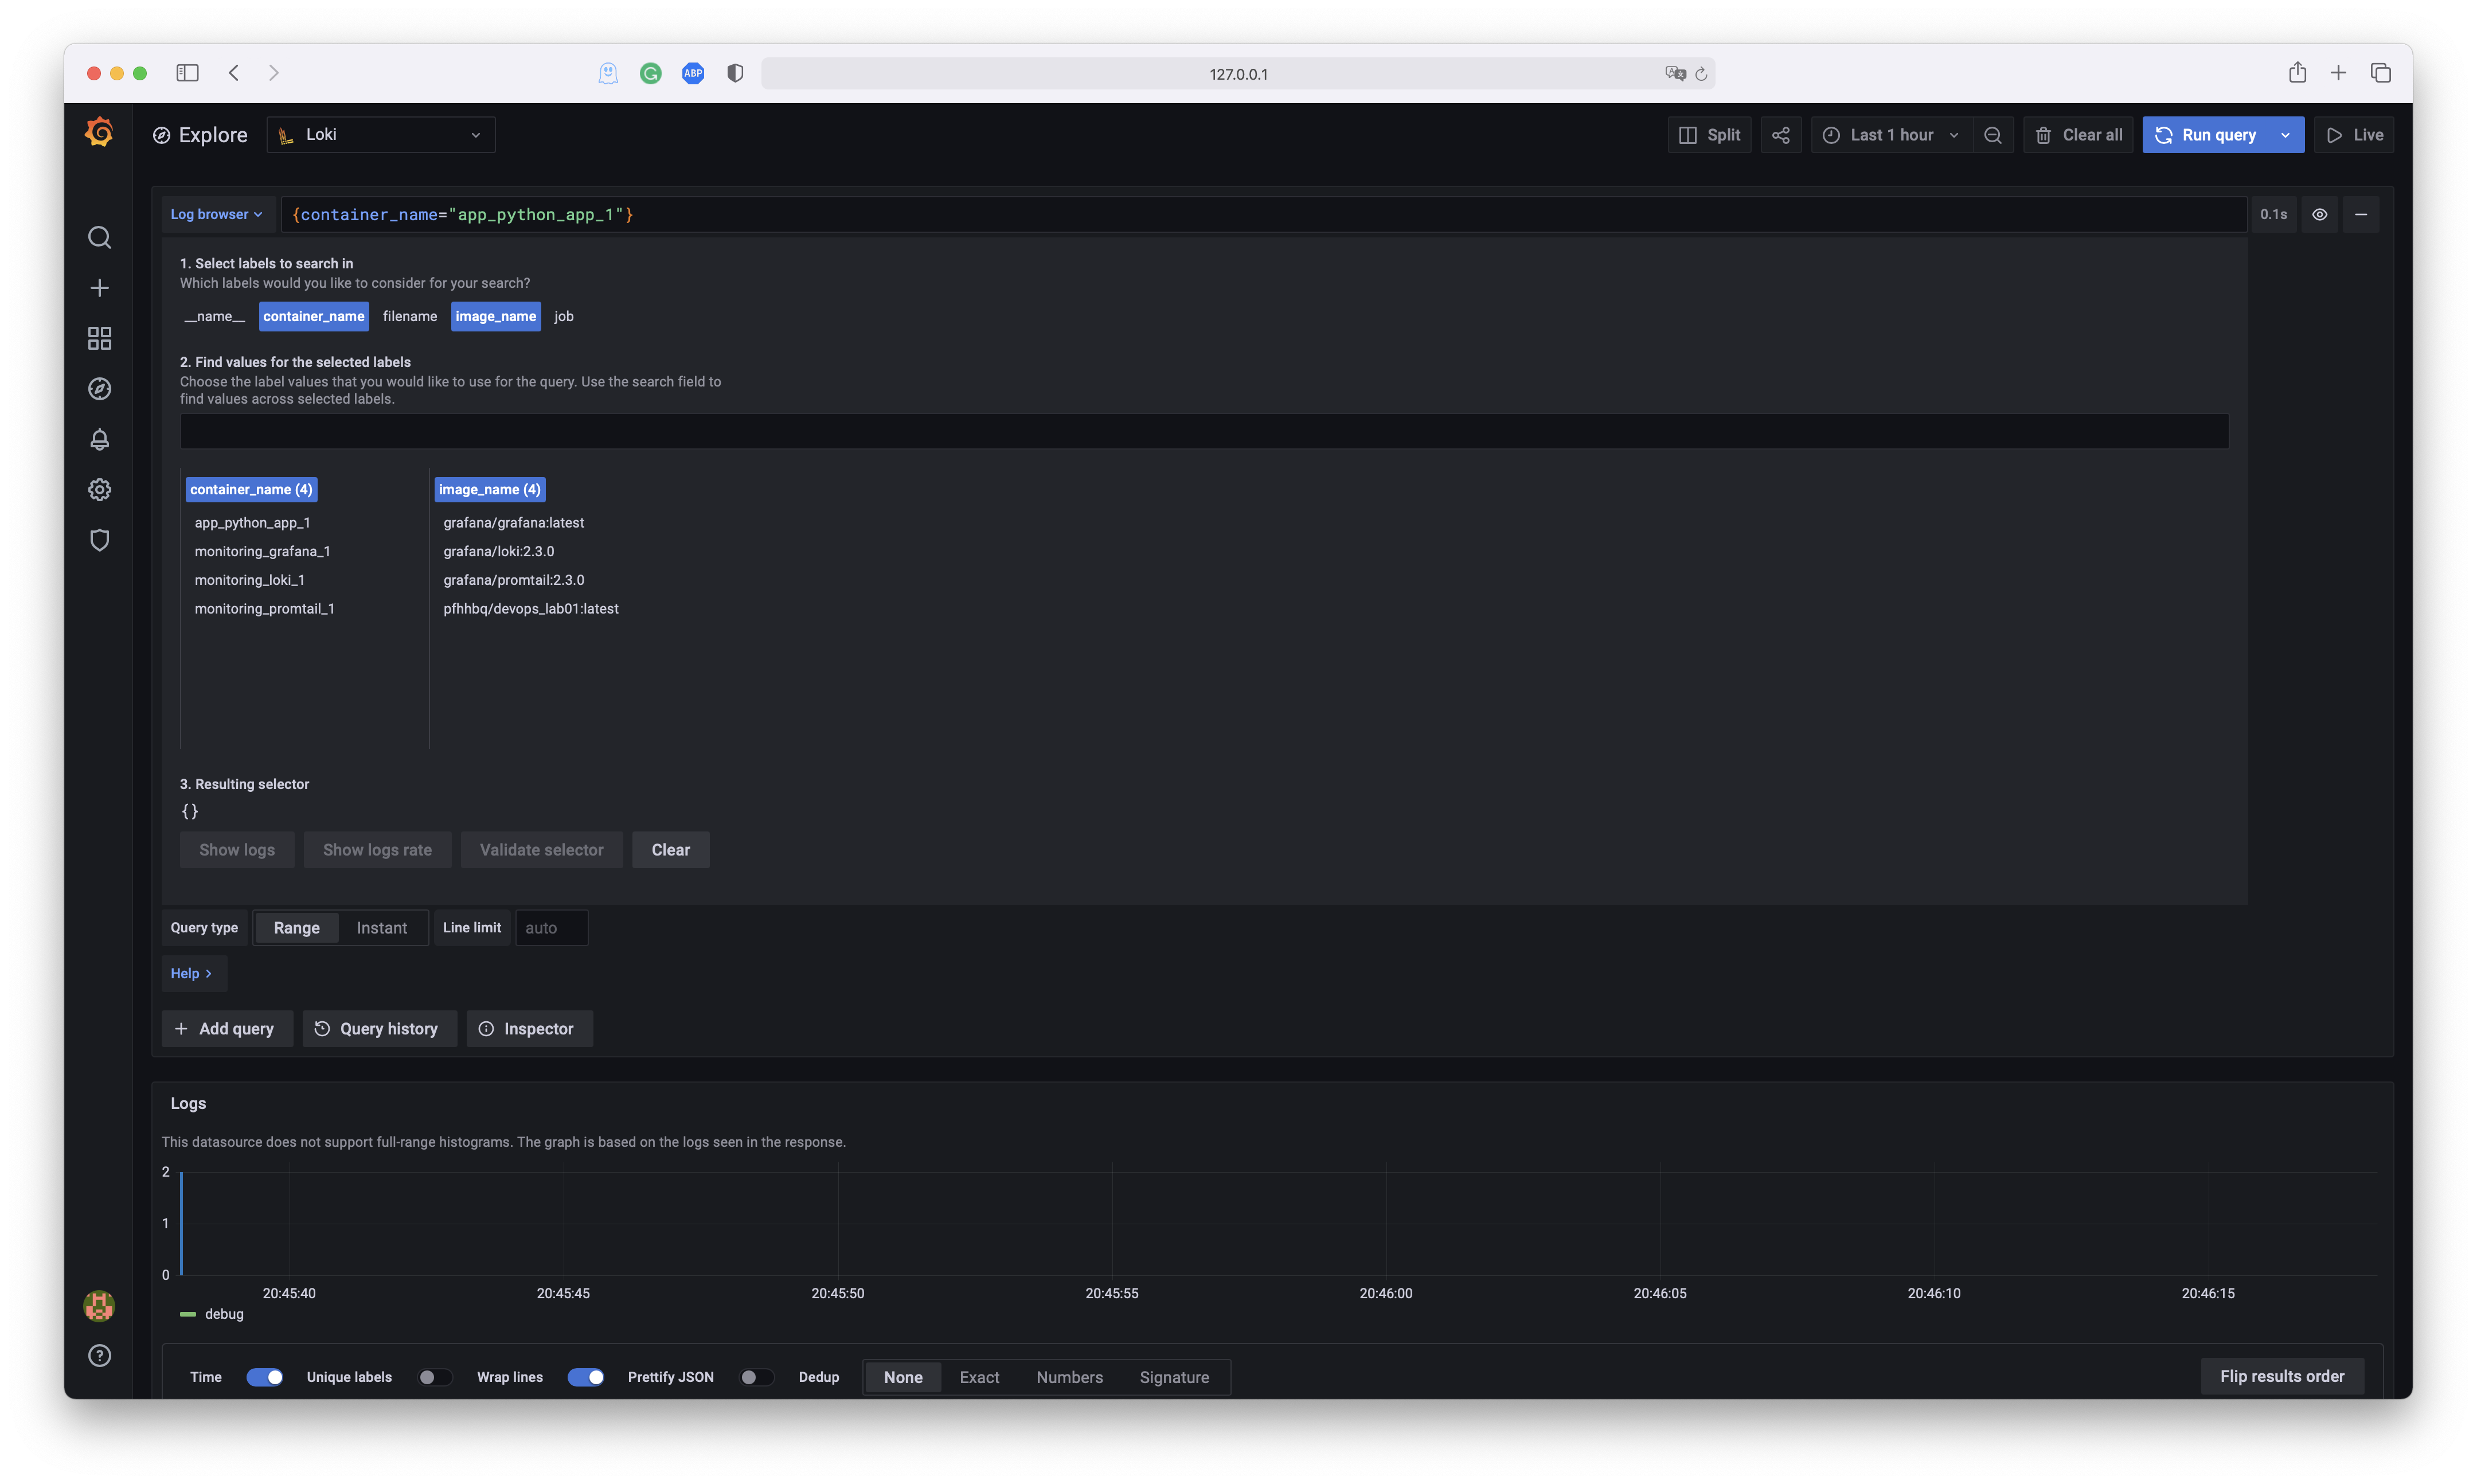 ABP
127.0.0.1
Explore Loki Split Last 1 hour Clear all Run query Live
Log browser {container_name="app_python_app_1"} 0.1s
1. Select labels to search in
Which labels would you like to consider for your search?
__name__ container_name filename image_name job
2. Find values for the selected labels
Choose the label values that you would like to use for the query. Use the search field to
find values across selected labels.
container_name (4) image_name (4)
app_python_app_1 grafana/grafana:latest
monitoring_grafana_1 grafana/loki:2.3.0
monitoring_loki_1 grafana/promtail:2.3.0
monitoring_promtail_1 pfhhbq/devops_lab01:latest
3. Resulting selector
{}
Show logs Show logs rate Validate selector Clear
Query type Range Instant Line limit auto
Help
Add query Query history Inspector
Logs
This datasource does not support full-range histograms. The graph is based on the logs seen in the response.
2
1
0
20:45:40 20:45:45 20:45:50 20:45:55 20:46:00 20:46:05 20:46:10 20:46:15
debug
Time Unique labels Wrap lines Prettify JSON Dedup None Exact Numbers Signature Flip results order